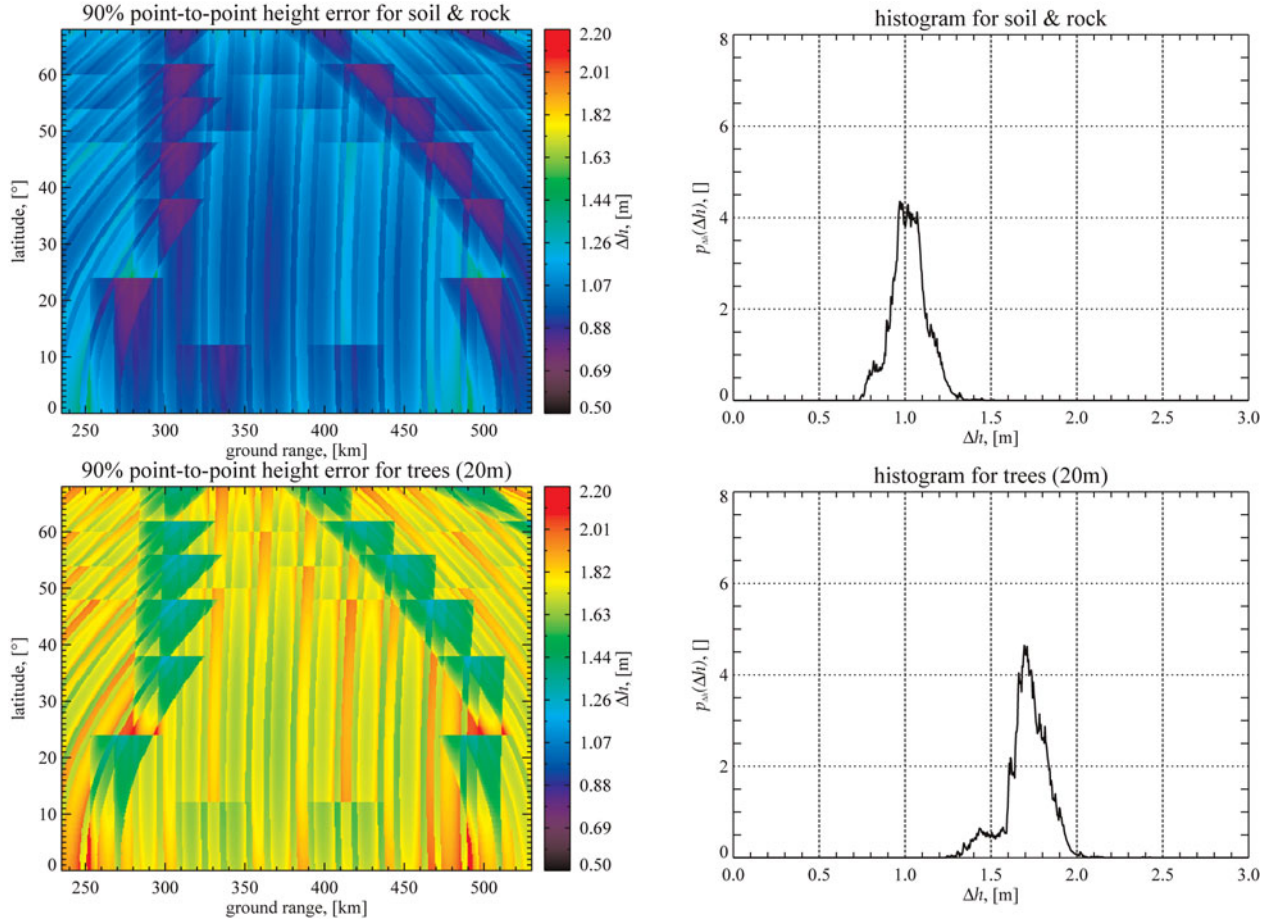 90% point-to-point height error for soil & rock
60
50
40
30
20
10
0
latitude, [°]
250 300 350 400 450 500
ground range, [km]
2.20
2.01
1.82
1.63
1.44
1.26
1.07
0.88
0.69
0.50
Δh, [m]
histogram for soil & rock
8
6
4
2
0
pΔh(Δh), []
0.0 0.5 1.0 1.5 2.0 2.5 3.0
Δh, [m]
90% point-to-point height error for trees (20m)
60
50
40
30
20
10
0
latitude, [°]
250 300 350 400 450 500
ground range, [km]
2.20
2.01
1.82
1.63
1.44
1.26
1.07
0.88
0.69
0.50
Δh, [m]
histogram for trees (20m)
8
6
4
2
0
pΔh(Δh), []
0.0 0.5 1.0 1.5 2.0 2.5 3.0
Δh, [m]